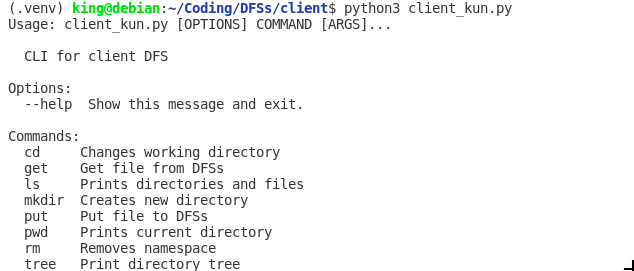 (.venv) king@debian:~/Coding/DFSs/client$ python3 client_kun.py
Usage: client_kun.py [OPTIONS] COMMAND [ARGS]...
CLI for client DFS
Options:
--help  Show this message and exit.
Commands:
cd     Changes working directory
get    Get file from DFSs
ls     Prints directories and files
mkdir  Creates new directory
put    Put file to DFSs
pwd    Prints current directory
rm     Removes namespace
tree   Print directory tree